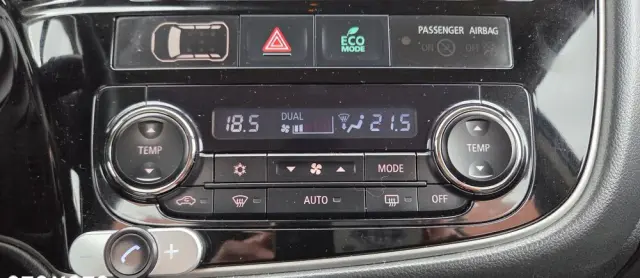 ECO MODE
PASSENGER AIRBAG
ON OFF
18.5 DUAL 21.5
TEMP TEMP
MODE
AUTO OFF
+